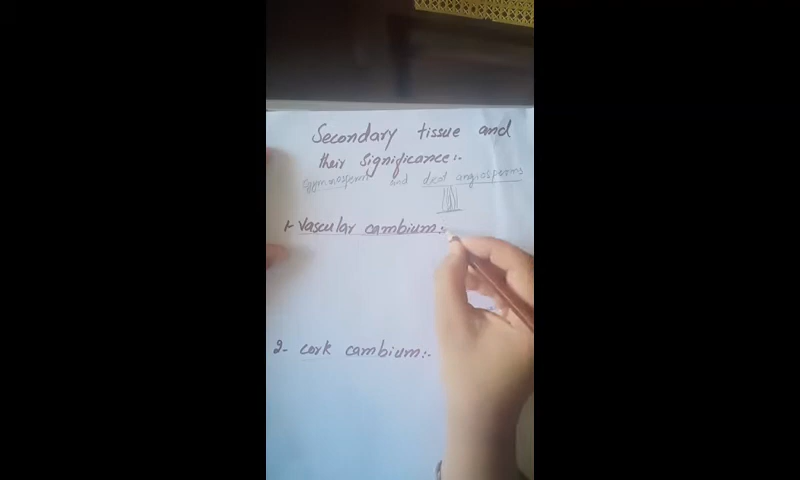 Secondary tissue and
their significance:.
Gymnosperm and dicot angiosperms
1- Vascular cambium:.
2- cork cambium:.